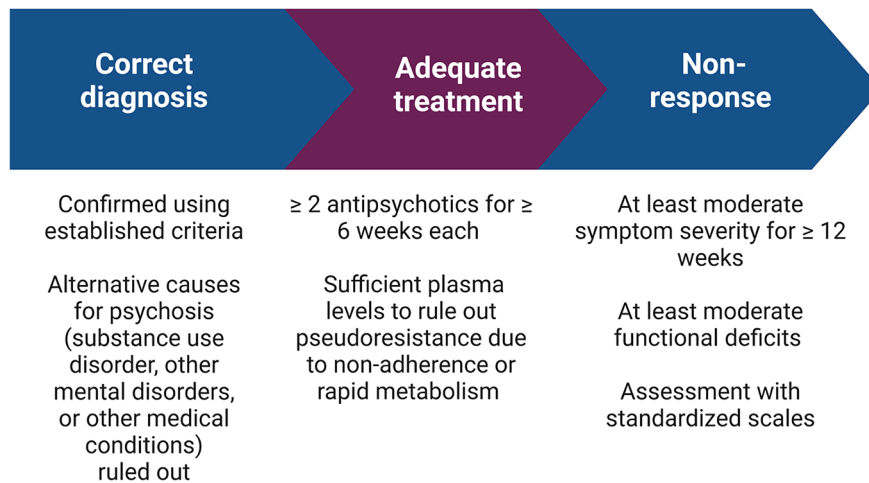 Correct
diagnosis
Adequate
treatment
Non-
response
Confirmed using
established criteria
Alternative causes
for psychosis
(substance use
disorder, other
mental disorders,
or other medical
conditions)
ruled out
≥ 2 antipsychotics for ≥
6 weeks each
Sufficient plasma
levels to rule out
pseudoresistance due
to non-adherence or
rapid metabolism
At least moderate
symptom severity for ≥ 12
weeks
At least moderate
functional deficits
Assessment with
standardized scales